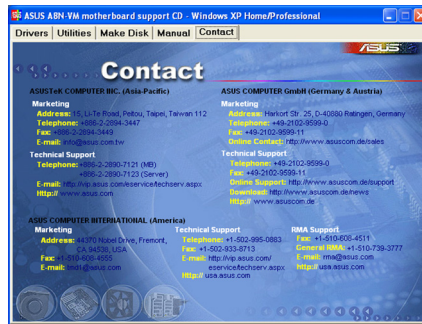 ASUS A8N-VM motherboard support CD - Windows XP Home/Professional
Drivers Utilities Make Disk Manual Contact
ASUS
Contact
ASUSTeK COMPUTER INC. (Asia-Pacific)
Marketing
Address: 15, Li-Te Road, Peitou, Taipei, Taiwan 112
Telephone: +886-2-2894-3447
Fax: +886-2-2894-3449
E-mail: info@asus.com.tw
Technical Support
Telephone: +886-2-2890-7121 (MB)
+886-2-2890-7123 (Server)
E-mail: http://vip.asus.com/eservice/techserv.aspx
Http:// www.asus.com
ASUS COMPUTER GmbH (Germany & Austria)
Marketing
Address: Harkort Str. 25, D-40880 Ratingen, Germany
Telephone: +49-2102-9599-0
Fax: +49-2102-9599-11
Online Contact: http://www.asuscom.de/sales
Technical Support
Telephone: +49-2102-9599-0
Fax: +49-2102-9599-11
Online Support: http://www.asuscom.de/support
Download: http://www.asuscom.de/news
Http:// www.asuscom.de
ASUS COMPUTER INTERNATIONAL (America)
Marketing
Address: 44370 Nobel Drive, Fremont,
CA 94538, USA
Fax: +1-510-608-4555
E-mail: tmd1@asus.com
Technical Support
Telephone: +1-502-995-0883
Fax: +1-502-933-8713
E-mail: http://vip.asus.com/
eservice/techserv.aspx
Http:// usa.asus.com
RMA Support
Fax: +1-510-608-4511
General RMA: +1-510-739-3777
E-mail: rma@asus.com
http:// usa.asus.com